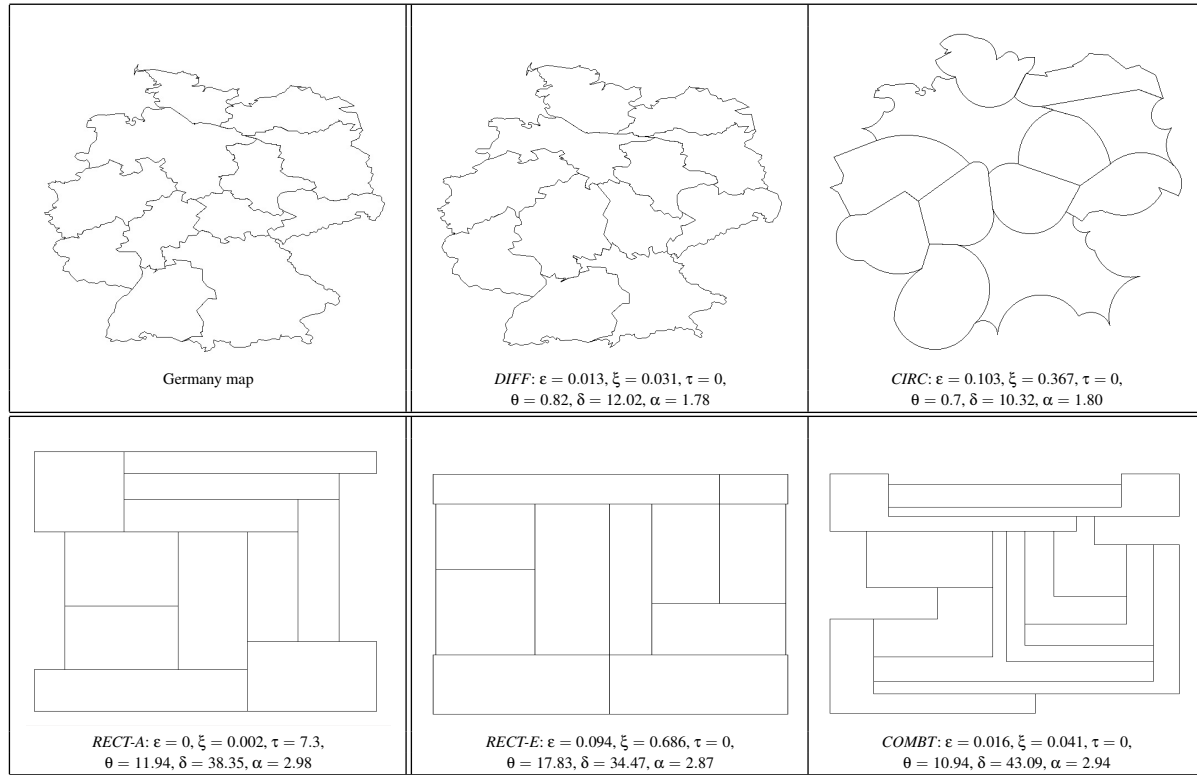 Germany map
DIFF: ε = 0.013, ξ = 0.031, τ = 0,
θ = 0.82, δ = 12.02, α = 1.78
CIRC: ε = 0.103, ξ = 0.367, τ = 0,
θ = 0.7, δ = 10.32, α = 1.80
RECT-A: ε = 0, ξ = 0.002, τ = 7.3,
θ = 11.94, δ = 38.35, α = 2.98
RECT-E: ε = 0.094, ξ = 0.686, τ = 0,
θ = 17.83, δ = 34.47, α = 2.87
COMBT: ε = 0.016, ξ = 0.041, τ = 0,
θ = 10.94, δ = 43.09, α = 2.94